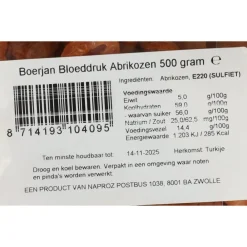 Boerjan Bloeddruk Abrikozen 500 gram ℮
Ingrediënten: Abrikozen, E220 (SULFIET)
Voedingswaarde
Eiwit 5,0 g/100g
Koolhydraten 59,0 g/100g
- waarvan suiker 56,0 g/100g
Natrium / Zout 25,0/62,5 mg/100g
Voedingsvezel 14,4 g/100g
Energiewaarde 1 203 KJ / 285 Kcal
8 714193 104095 >
Ten minste houdbaar tot. 14-11-2025 Herkomst. Turkije
Droog en koel bewaren. Verpakt in een omgeving waar noten
en pinda's worden verwerkt.
EEN PRODUCT VAN NAPROZ POSTBUS 1038, 8001 BA ZWOLLE